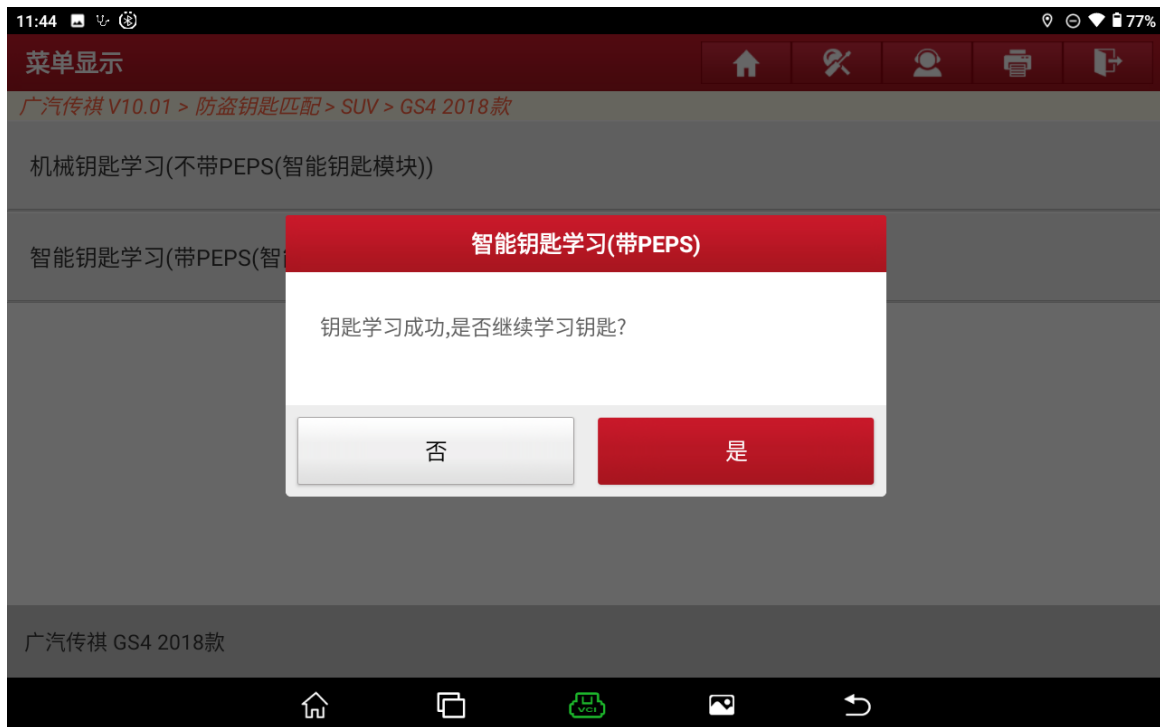 11:44
77%
菜单显示
广汽传祺 V10.01 > 防盗钥匙匹配 > SUV > GS4 2018款
机械钥匙学习(不带PEPS(智能钥匙模块))
智能钥匙学习(带PEPS(智
智能钥匙学习(带PEPS)
钥匙学习成功,是否继续学习钥匙?
否
是
广汽传祺 GS4 2018款
VCI